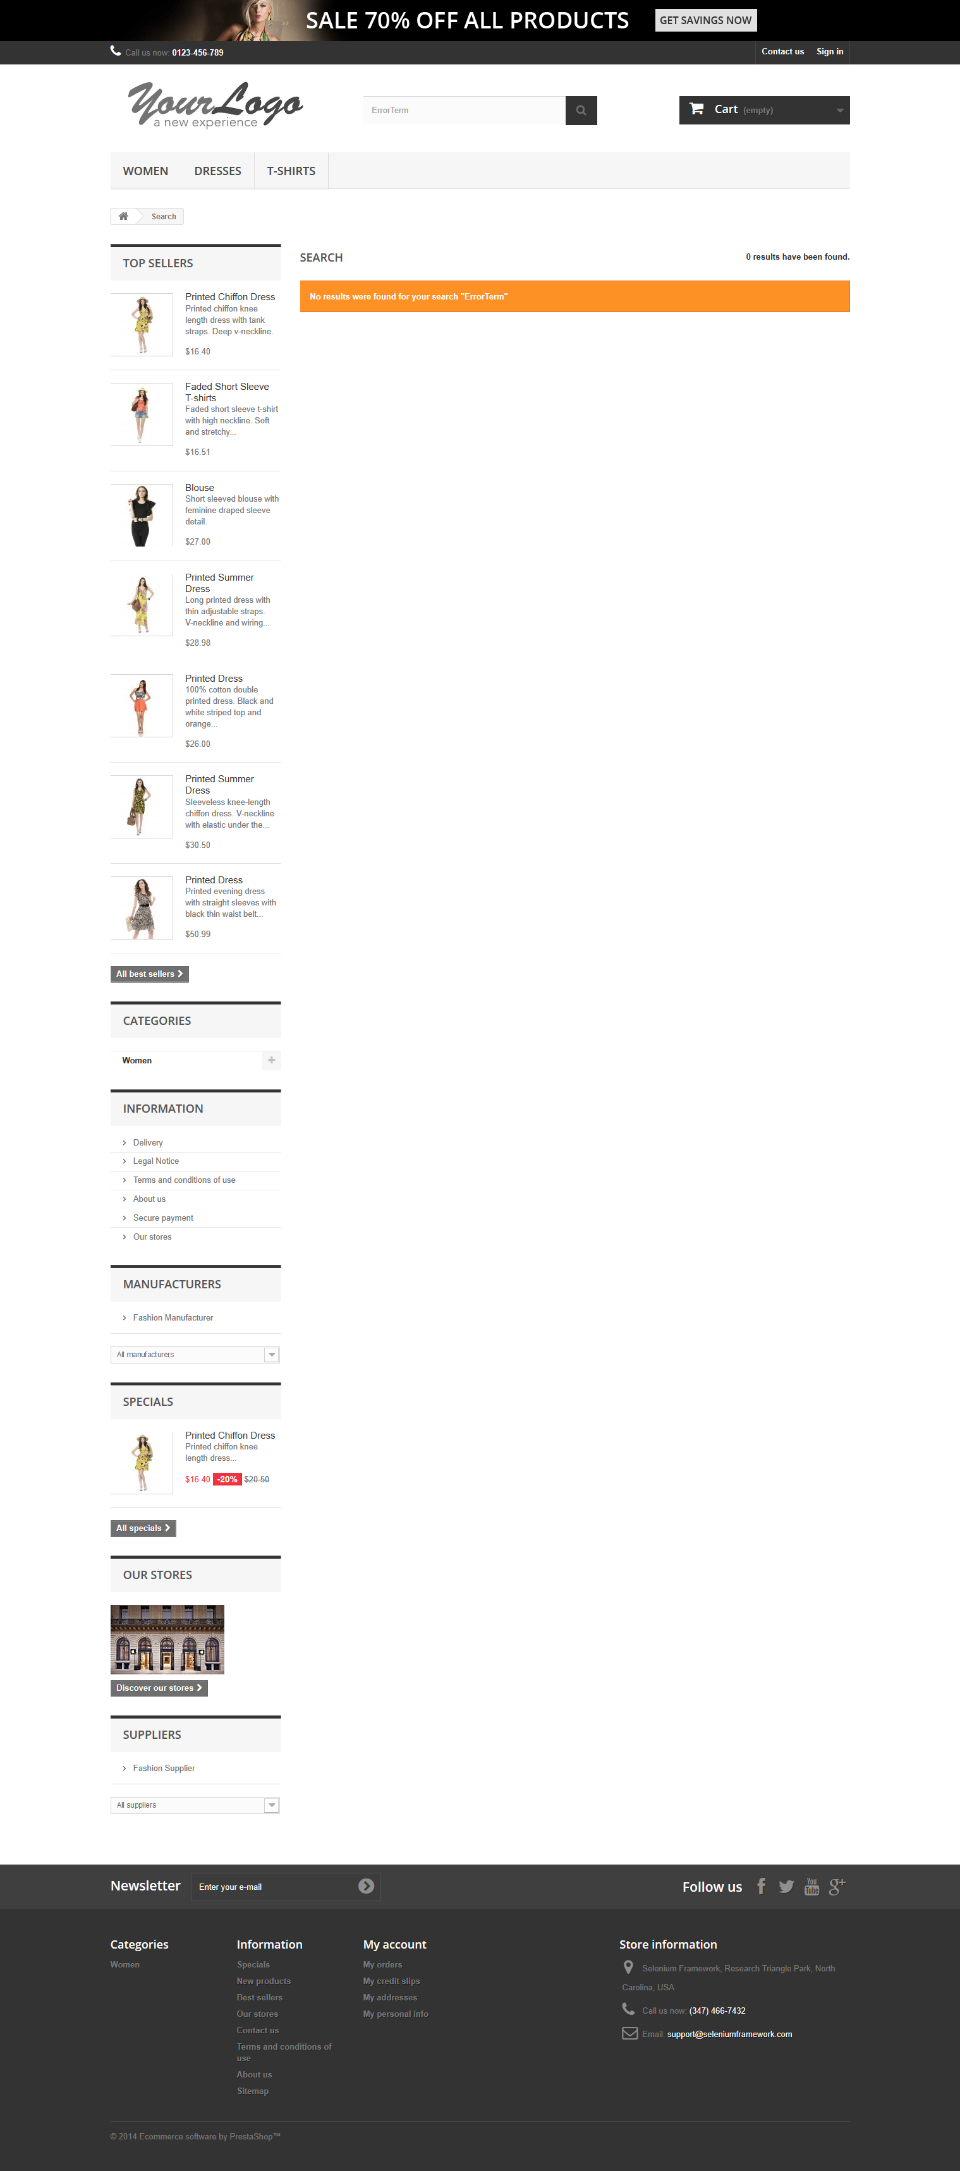 SALE 70% OFF ALL PRODUCTS
GET SAVINGS NOW
Call us now: 0123-456-789
Contact us
Sign in
YourLogo
a new experience
ErrorTerm
Cart (empty)
WOMEN
DRESSES
T-SHIRTS
Search
TOP SELLERS
Printed Chiffon Dress
Printed chiffon knee
length dress with tank
straps. Deep v-neckline.
$16.40
Faded Short Sleeve
T-shirts
Faded short sleeve t-shirt
with high neckline. Soft
and stretchy...
$16.51
Blouse
Short sleeved blouse with
feminine draped sleeve
detail.
$27.00
Printed Summer
Dress
Long printed dress with
thin adjustable straps.
V-neckline and wiring...
$28.98
Printed Dress
100% cotton double
printed dress. Black and
white striped top and
orange...
$26.00
Printed Summer
Dress
Sleeveless knee-length
chiffon dress. V-neckline
with elastic under the...
$30.50
Printed Dress
Printed evening dress
with straight sleeves with
black thin waist belt...
$50.99
All best sellers
CATEGORIES
Women
INFORMATION
Delivery
Legal Notice
Terms and conditions of use
About us
Secure payment
Our stores
MANUFACTURERS
Fashion Manufacturer
All manufacturers
SPECIALS
Printed Chiffon Dress
Printed chiffon knee
length dress...
$16.40 -20% $20.50
All specials
OUR STORES
Discover our stores
SUPPLIERS
Fashion Supplier
All suppliers
SEARCH
0 results have been found.
No results were found for your search "ErrorTerm"
Newsletter
Enter your e-mail
Follow us
Categories
Women
Information
Specials
New products
Best sellers
Our stores
Contact us
Terms and conditions of
use
About us
Sitemap
My account
My orders
My credit slips
My addresses
My personal info
Store information
Selenium Framework, Research Triangle Park, North
Carolina, USA
Call us now: (347) 466-7432
Email: support@seleniumframework.com
© 2014 Ecommerce software by PrestaShop™